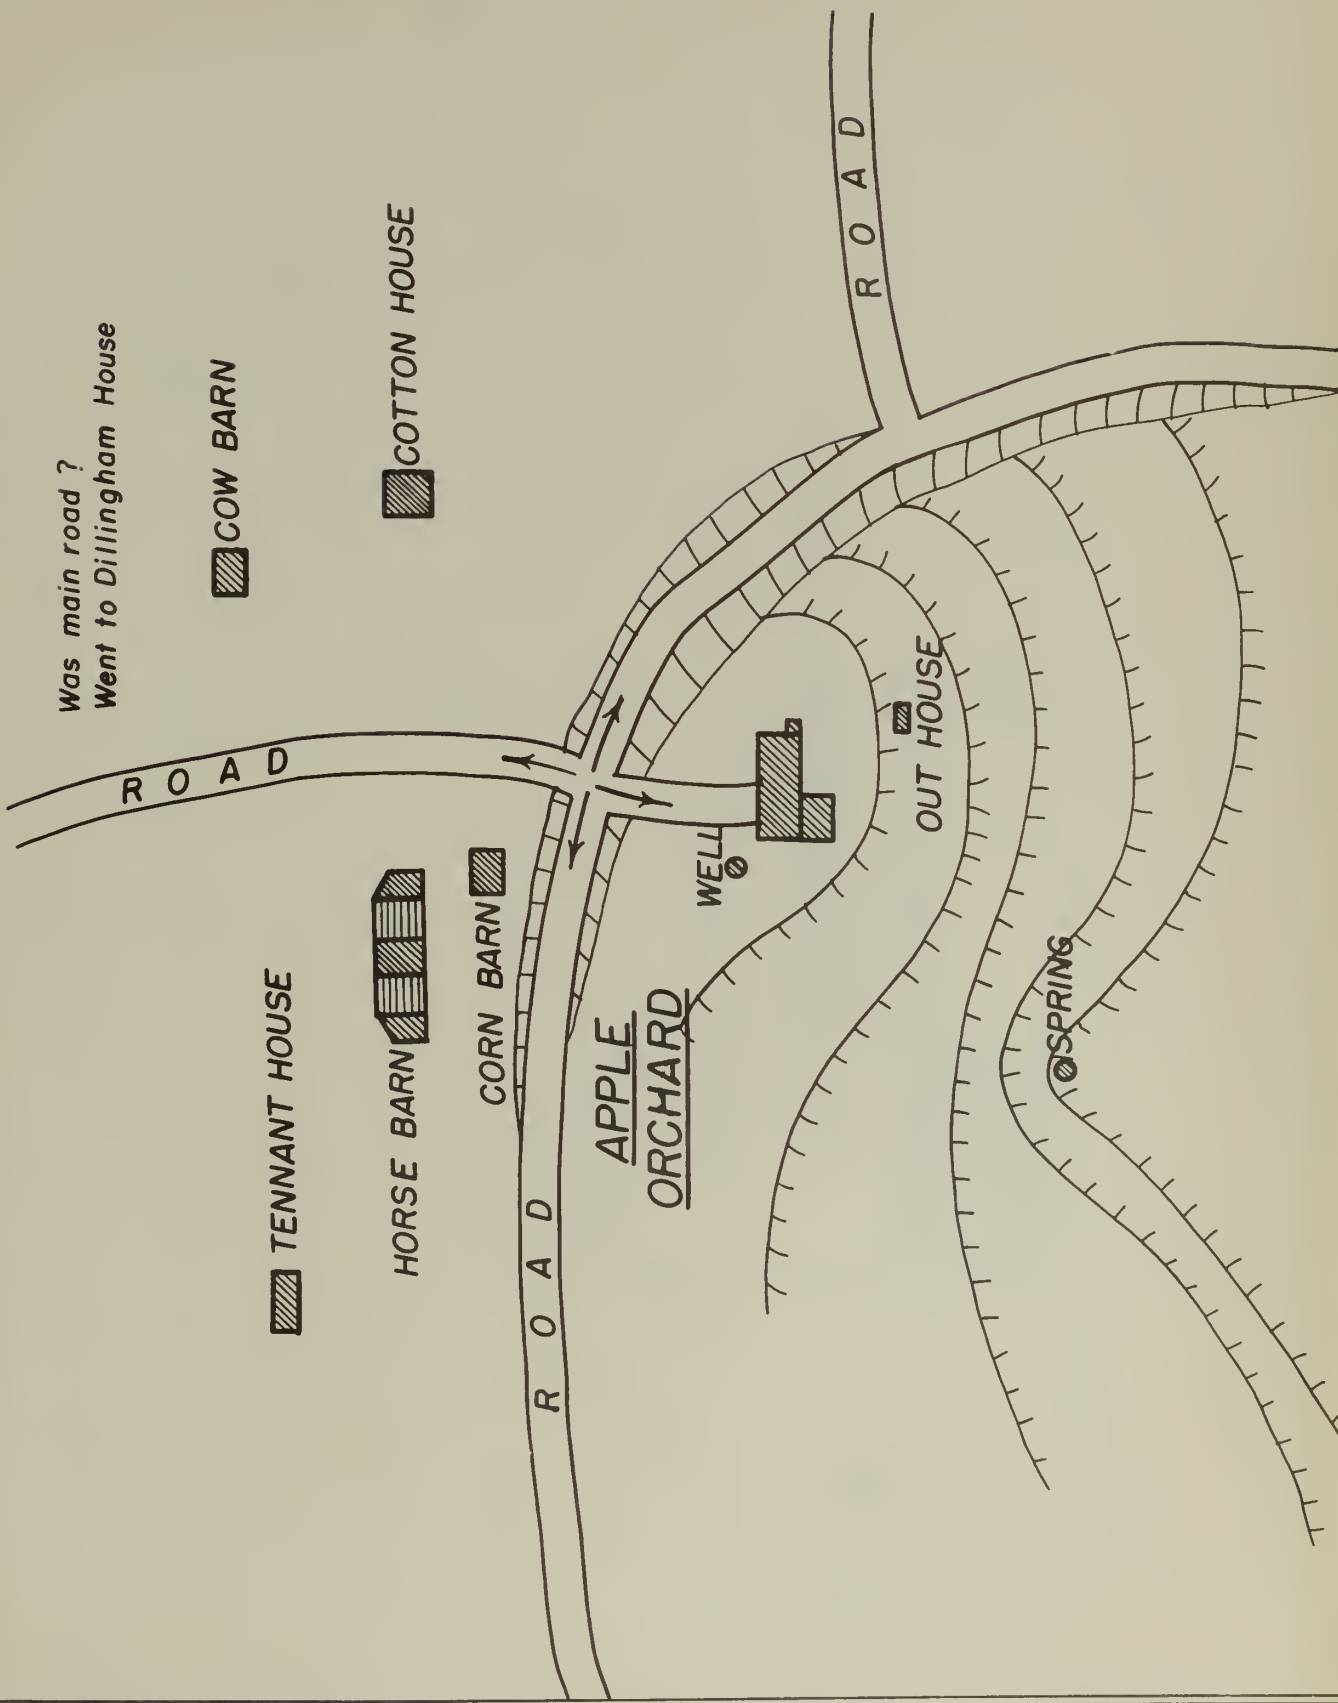 Was main road ?
Went to Dillingham House
COW BARN
COTTON HOUSE
ROAD
ROAD
TENNANT HOUSE
HORSE BARN
CORN BARN
WELL
OUT HOUSE
APPLE
ORCHARD
SPRING
ROAD